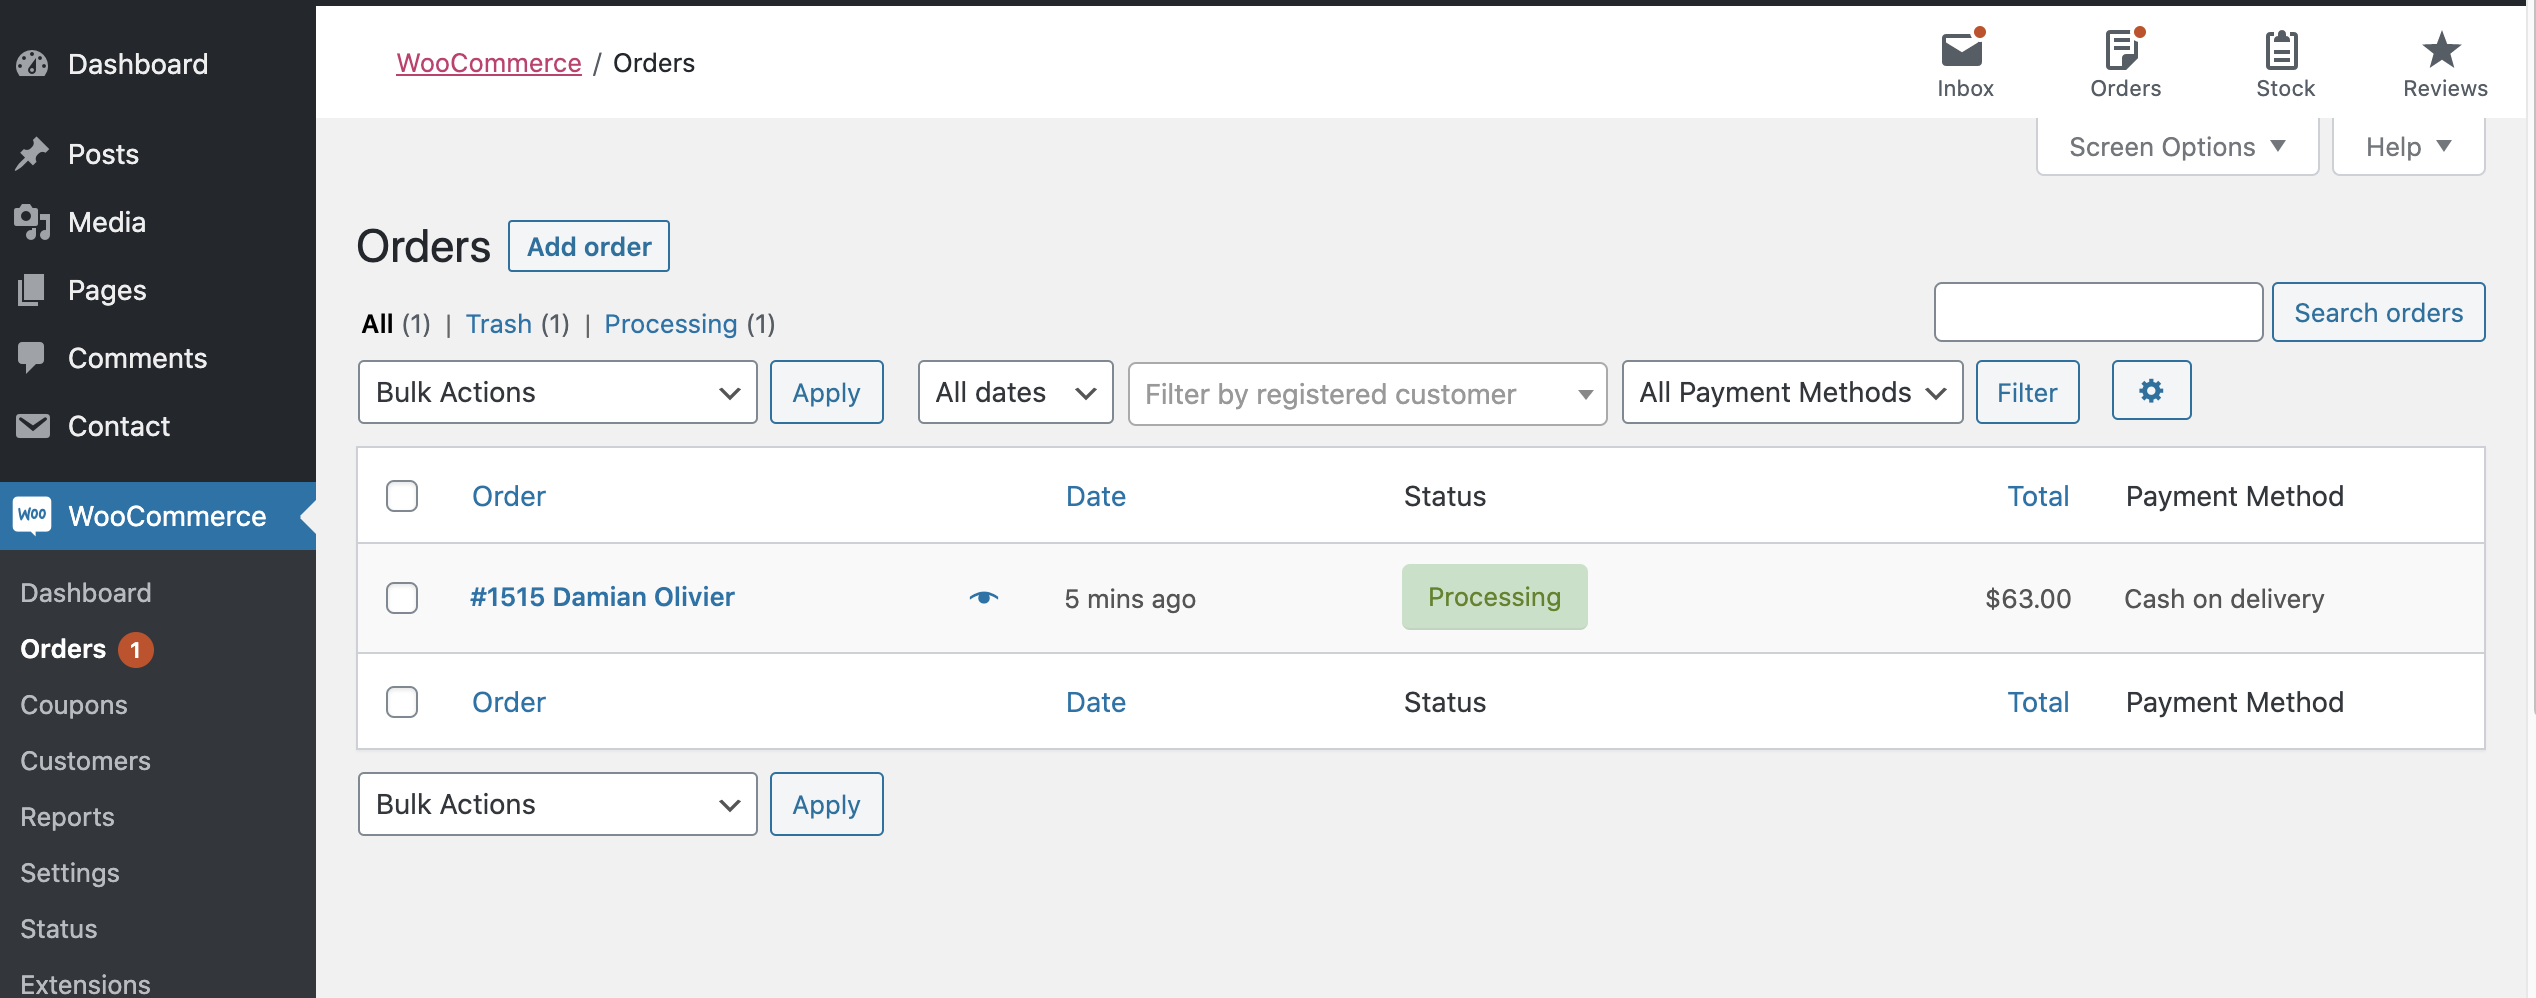 Dashboard
Posts
Media
Pages
Comments
Contact
WOO WooCommerce
Dashboard
Orders 1
Coupons
Customers
Reports
Settings
Status
Extensions
WooCommerce / Orders
Inbox
Orders
Stock
Reviews
Screen Options
Help
Orders Add order
All (1) | Trash (1) | Processing (1)
Search orders
Bulk Actions Apply All dates Filter by registered customer All Payment Methods Filter
Order Date Status Total Payment Method
#1515 Damian Olivier 5 mins ago Processing $63.00 Cash on delivery
Order Date Status Total Payment Method
Bulk Actions Apply